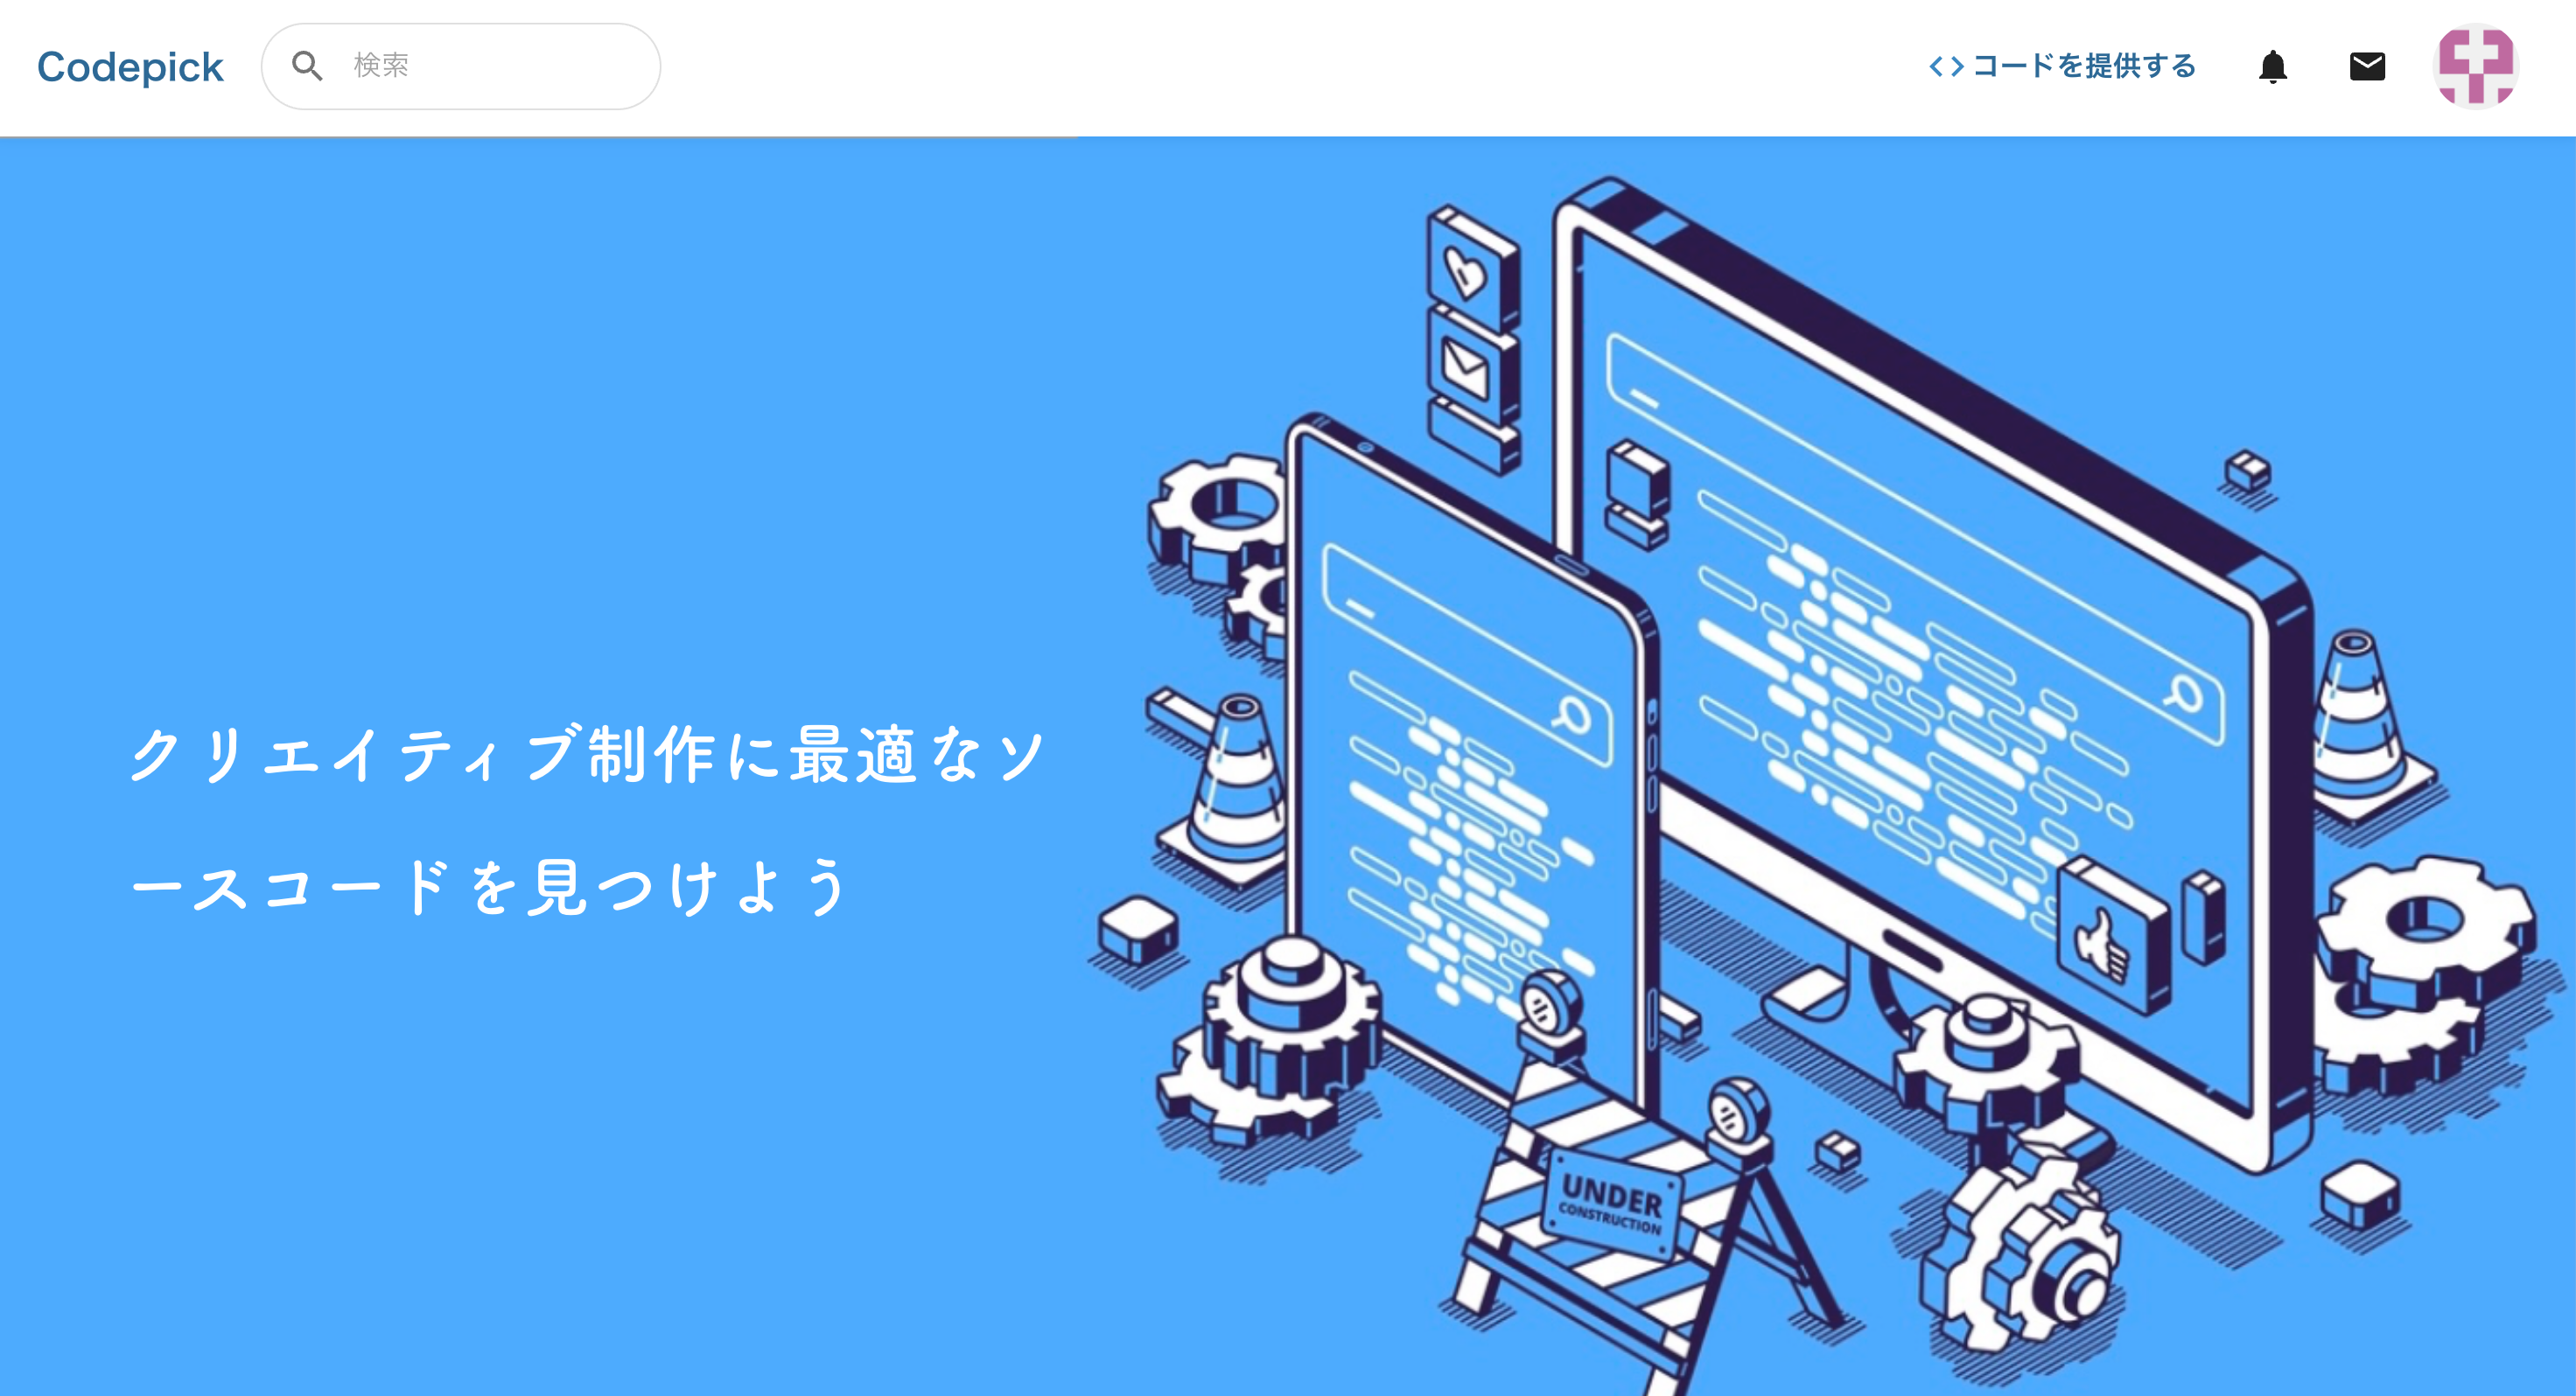 Codepick
検索
コードを提供する
クリエイティブ制作に最適なソ
ースコードを見つけよう
UNDER
CONSTRUCTION